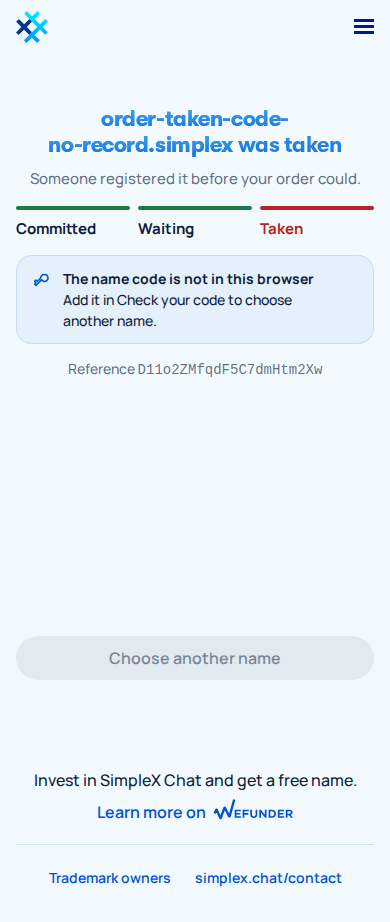 order-taken-code-
no-record.simplex was taken
Someone registered it before your order could.
Committed
Waiting
Taken
The name code is not in this browser
Add it in Check your code to choose
another name.
Reference D11o2ZMfqdF5C7dmHtm2Xw
Choose another name
Invest in SimpleX Chat and get a free name.
Learn more on WEFUNDER
Trademark owners
simplex.chat/contact